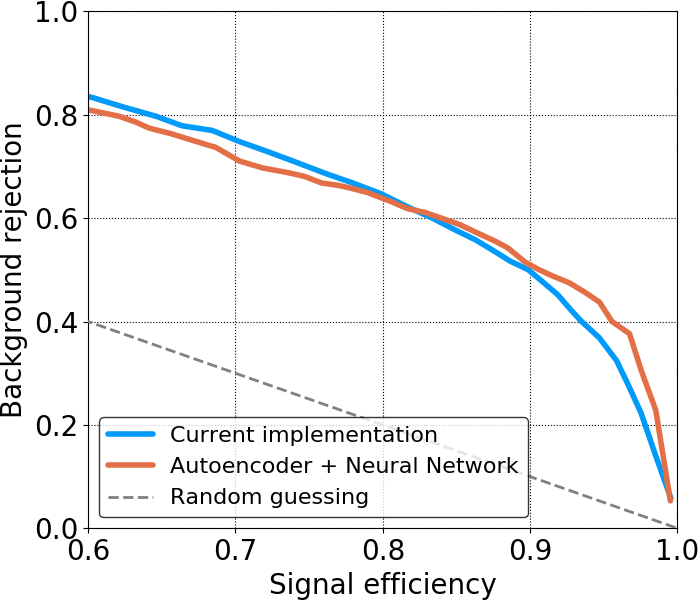 Background rejection
1.0
0.8
0.6
0.4
0.2
0.0
Current implementation
Autoencoder + Neural Network
Random guessing
0.6 0.7 0.8 0.9 1.0
Signal efficiency